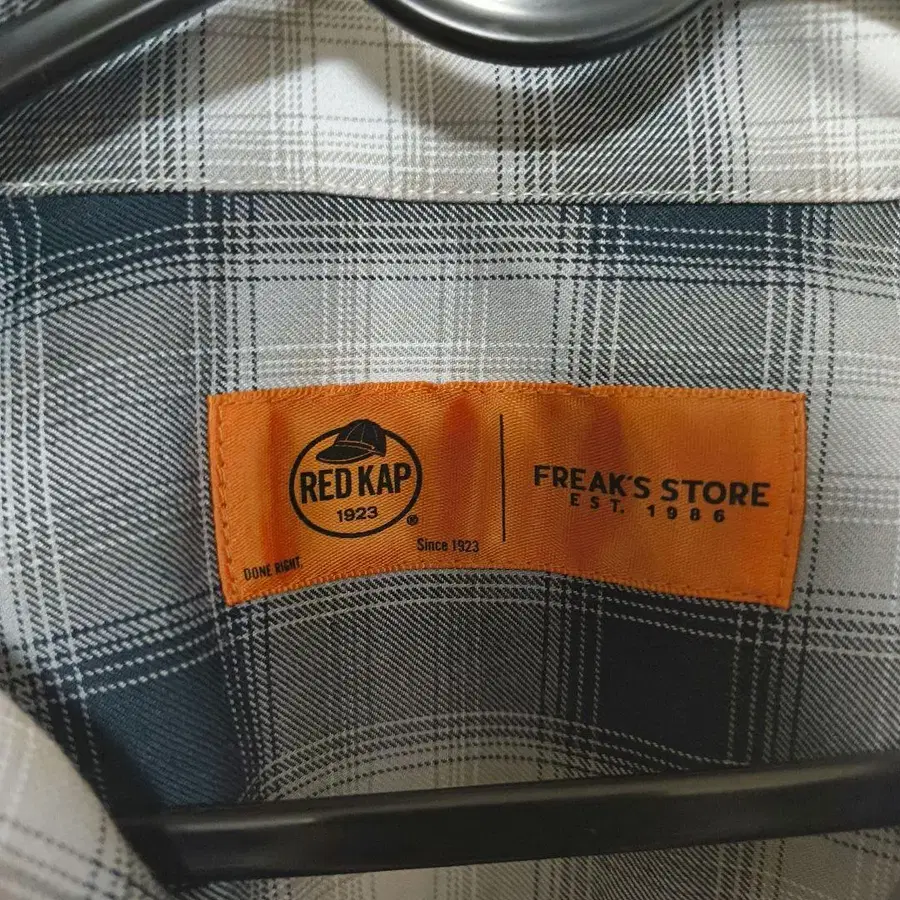 RED KAP
1923
®
Since 1923
DONE RIGHT
FREAK'S STORE
EST. 1986